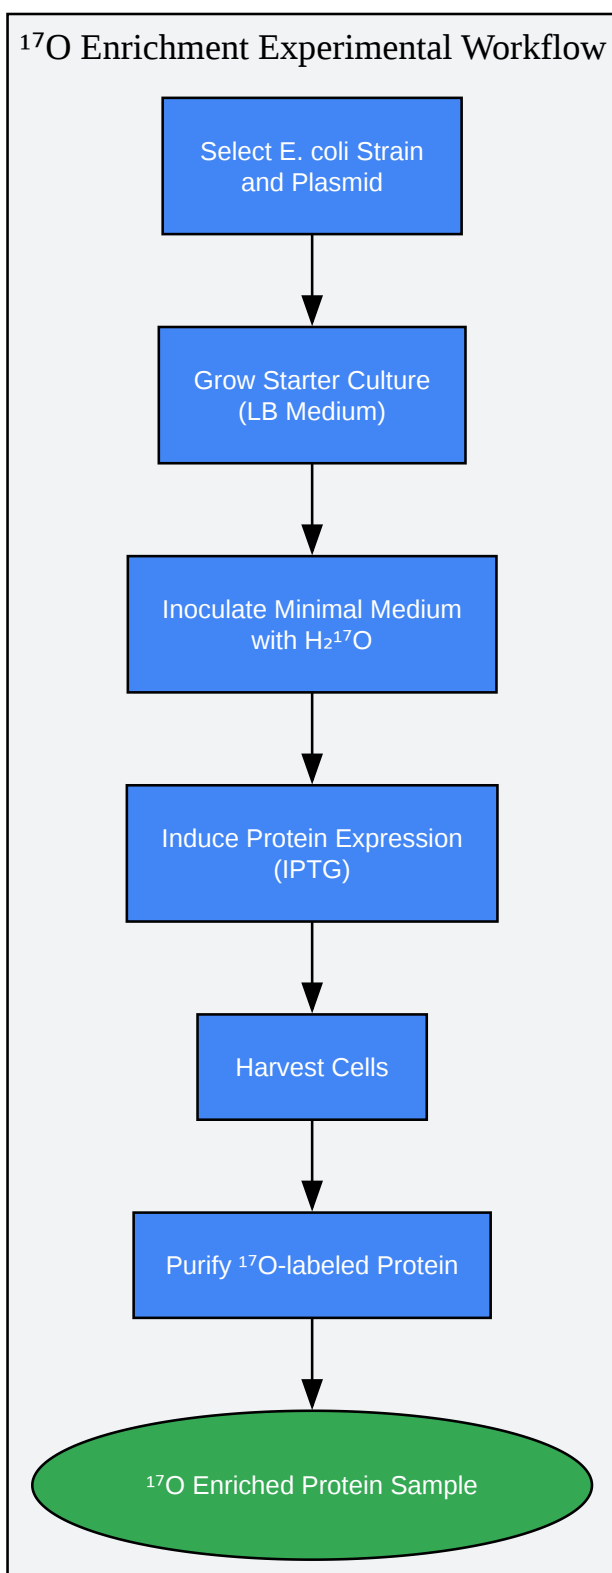 ¹⁷O Enrichment Experimental Workflow
Select E. coli Strain
and Plasmid
Grow Starter Culture
(LB Medium)
Inoculate Minimal Medium
with H₂¹⁷O
Induce Protein Expression
(IPTG)
Harvest Cells
Purify ¹⁷O-labeled Protein
¹⁷O Enriched Protein Sample